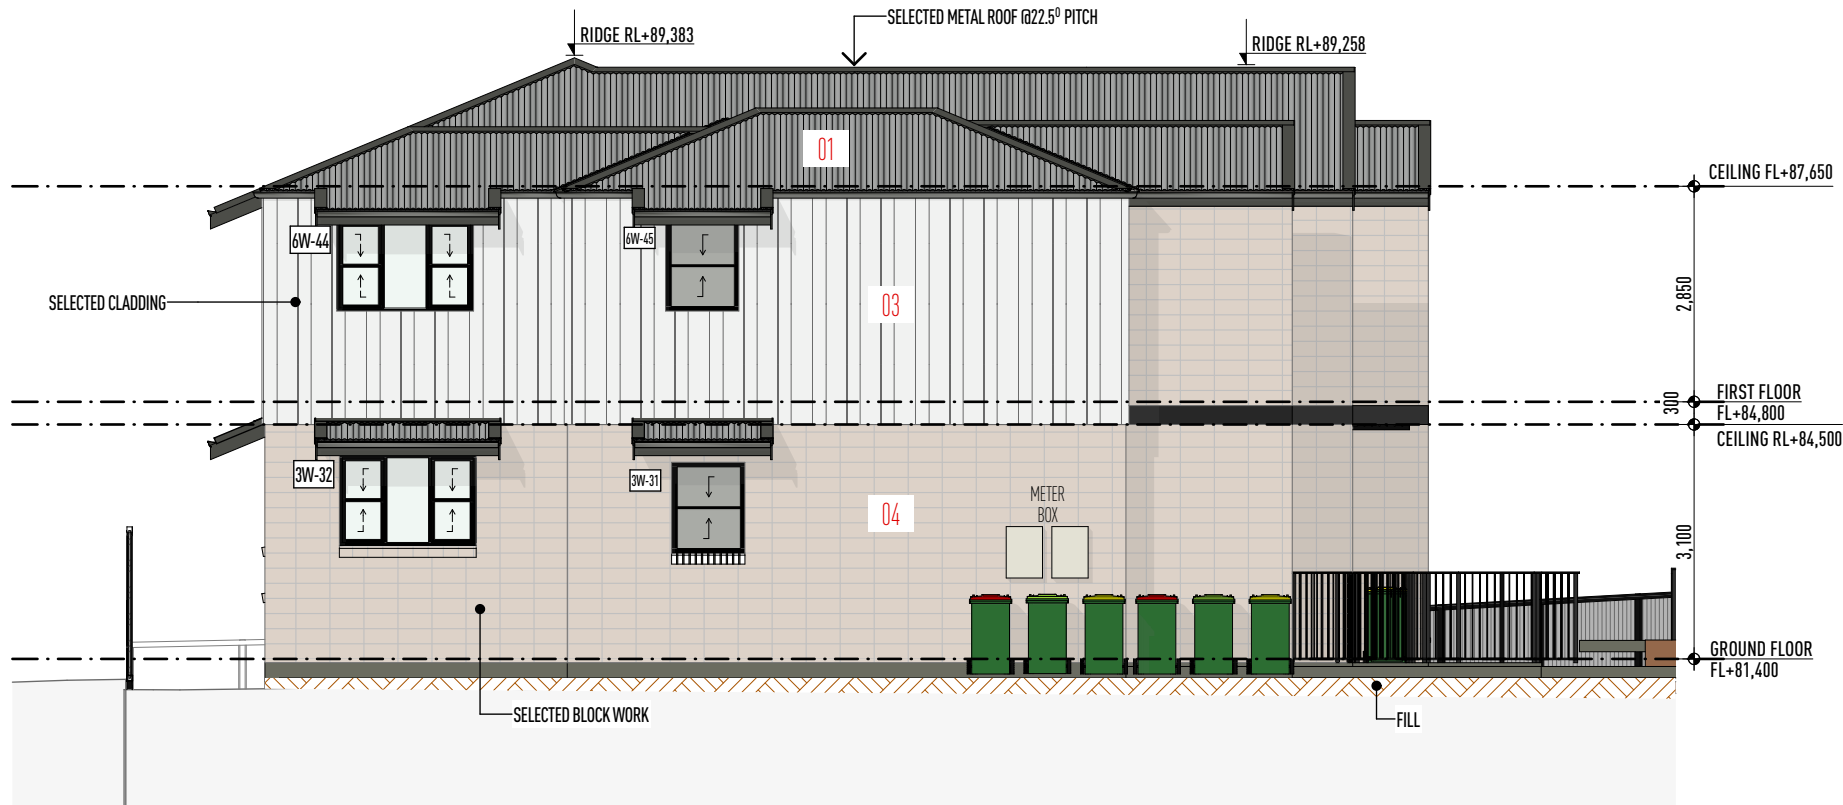 SELECTED METAL ROOF @22.5⁰ PITCH
RIDGE RL+89,383
RIDGE RL+89,258
01
CEILING FL+87,650
6W-44
6W-45
SELECTED CLADDING
03
2,850
FIRST FLOOR
FL+84,800
300
CEILING RL+84,500
3W-32
3W-31
04
METER
BOX
3,100
GROUND FLOOR
FL+81,400
SELECTED BLOCK WORK
FILL